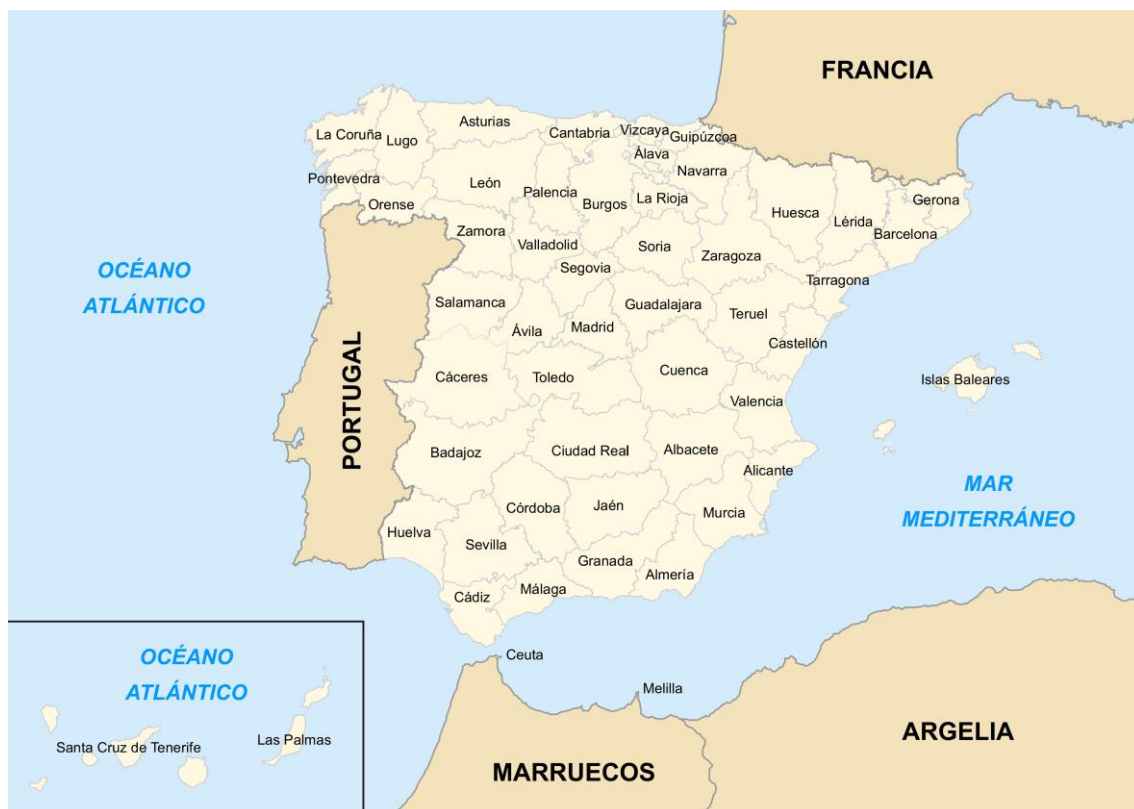 FRANCIA
Asturias
Cantabria
Vizcaya
Guipúzcoa
La Coruña
Lugo
Álava
Navarra
Pontevedra
León
Palencia
Burgos
La Rioja
Huesca
Lérida
Gerona
Orense
Zamora
Valladolid
Soria
Zaragoza
Barcelona
Segovia
Tarragona
OCÉANO
ATLÁNTICO
Salamanca
Ávila
Madrid
Guadalajara
Teruel
Castellón
PORTUGAL
Cáceres
Toledo
Cuenca
Islas Baleares
Valencia
Badajoz
Ciudad Real
Albacete
Alicante
MAR
MEDITERRÁNEO
Huelva
Córdoba
Jaén
Murcia
Sevilla
Granada
Almería
Cádiz
Málaga
Ceuta
Melilla
OCÉANO
ATLÁNTICO
Santa Cruz de Tenerife
Las Palmas
MARRUECOS
ARGELIA